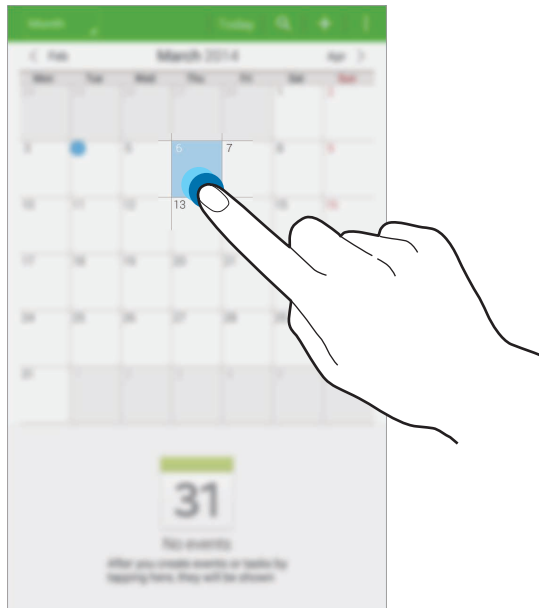 Month Today
Feb March 2014 Apr
Mon Tue Wed Thu Fri Sat Sun
1 2
3 5 6 7 8 9
10 11 12 13 15 16
17 18 19 20 21
24 25 26 27 28
31
31
No events
After you create events or tasks by
tapping here, they will be shown